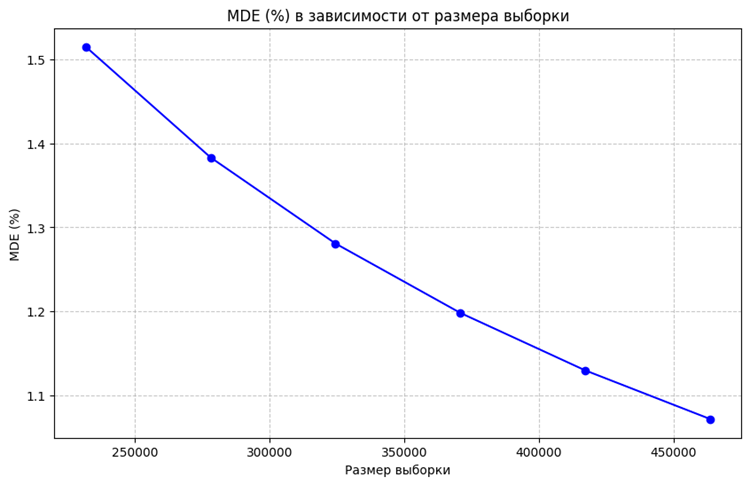 MDE (%) в зависимости от размера выборки
MDE (%)
1.5
1.4
1.3
1.2
1.1
250000 300000 350000 400000 450000
Размер выборки